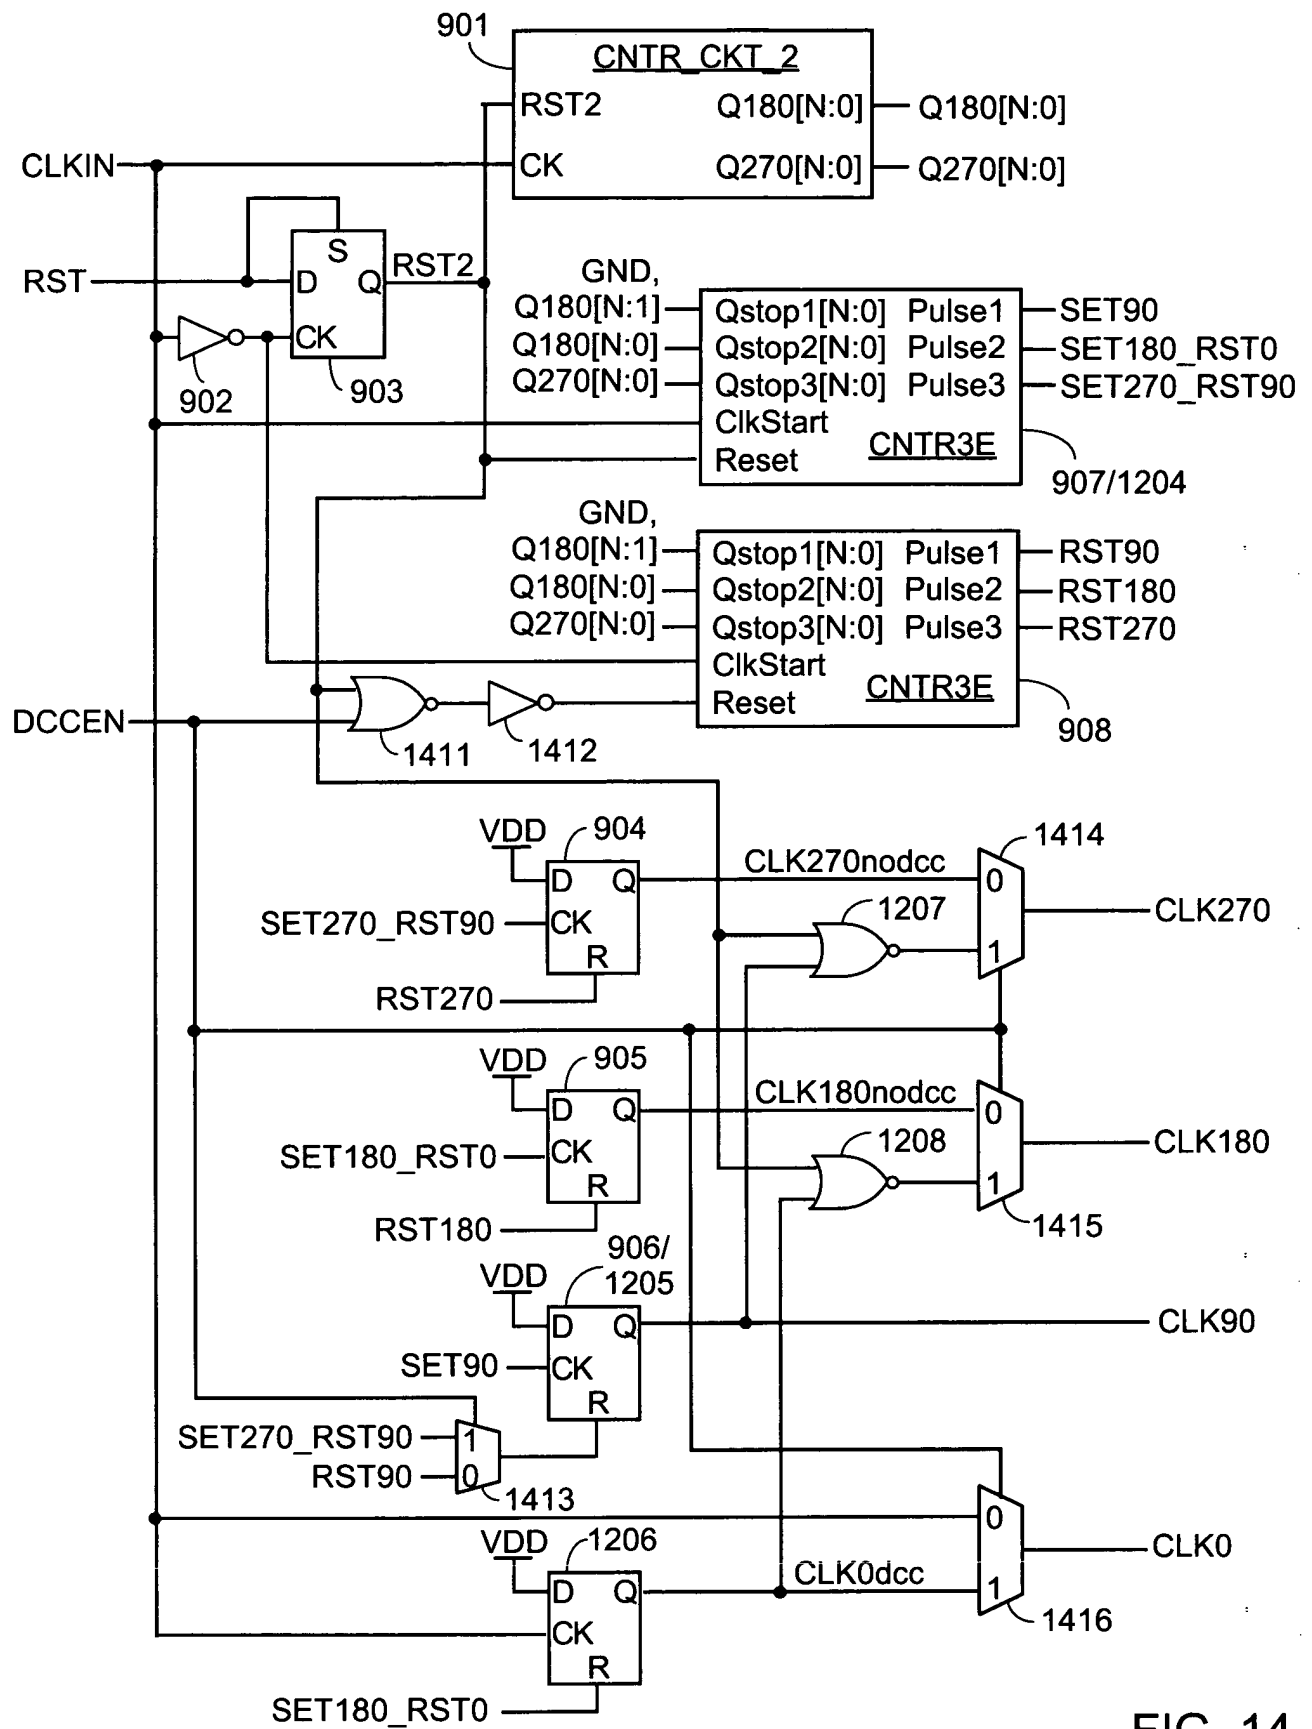 901
CNTR_CKT_2
RST2
Q180[N:0]
Q180[N:0]
CLKIN
CK
Q270[N:0]
Q270[N:0]
S
RST
D
Q
RST2
CK
902
903
GND,
Q180[N:1]
Qstop1[N:0]
Pulse1
SET90
Q180[N:0]
Qstop2[N:0]
Pulse2
SET180_RST0
Q270[N:0]
Qstop3[N:0]
Pulse3
SET270_RST90
ClkStart
CNTR3E
Reset
907/1204
GND,
Q180[N:1]
Qstop1[N:0]
Pulse1
RST90
Q180[N:0]
Qstop2[N:0]
Pulse2
RST180
Q270[N:0]
Qstop3[N:0]
Pulse3
RST270
ClkStart
CNTR3E
Reset
908
DCCEN
1411
1412
VDD
904
D
Q
CLK270nodcc
1414
0
SET270_RST90
CK
1207
CLK270
R
1
RST270
VDD
905
D
Q
CLK180nodcc
0
SET180_RST0
CK
1208
CLK180
R
1
RST180
1415
906/
1205
VDD
D
Q
CLK90
SET90
CK
R
SET270_RST90
1
RST90
0
1413
0
VDD
1206
CLK0
D
Q
CLK0dcc
1
CK
1416
R
SET180_RST0
FIG. 14